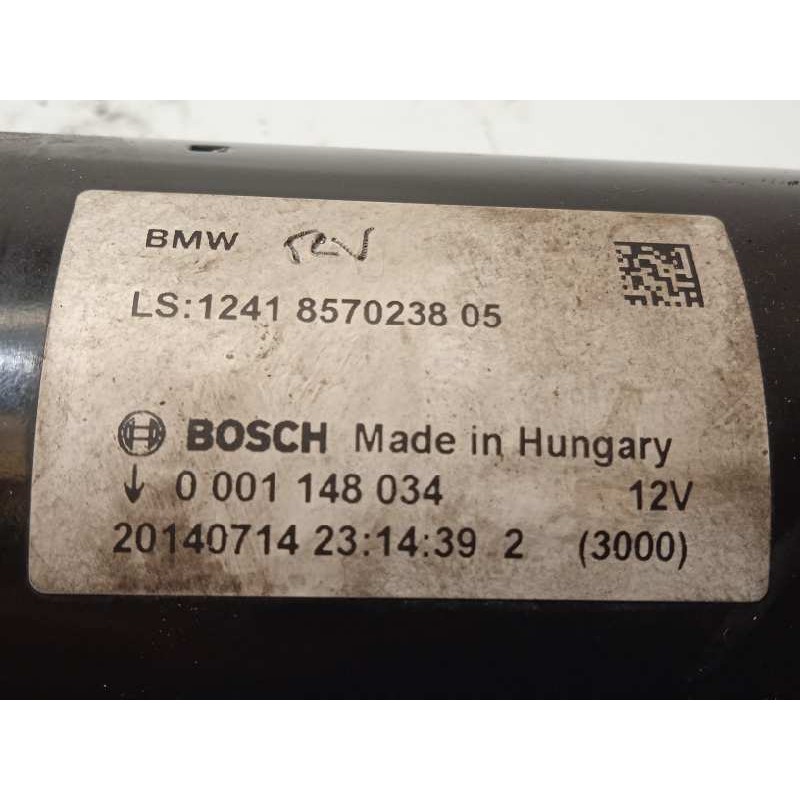 BMW
LS:1241 8570238 05
BOSCH Made in Hungary
↓ 0 001 148 034 12V
20140714 23:14:39 2 (3000)